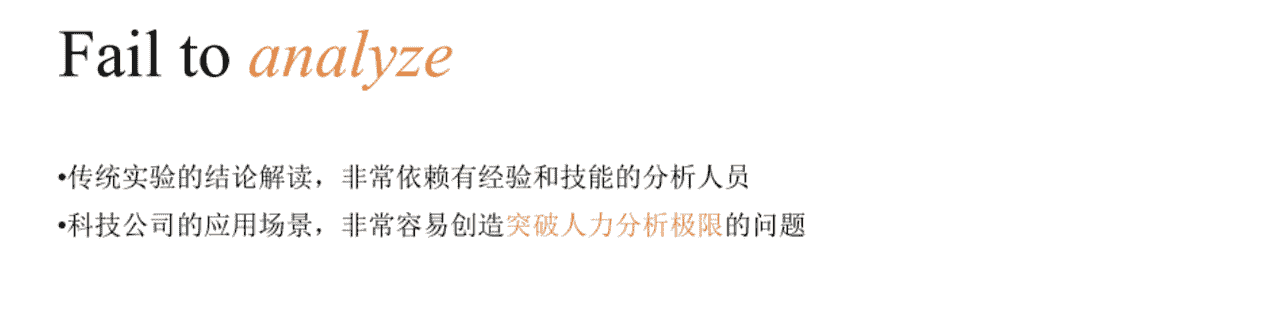 Fail to analyze
•传统实验的结论解读，非常依赖有经验和技能的分析人员
•科技公司的应用场景，非常容易创造突破人力分析极限的问题